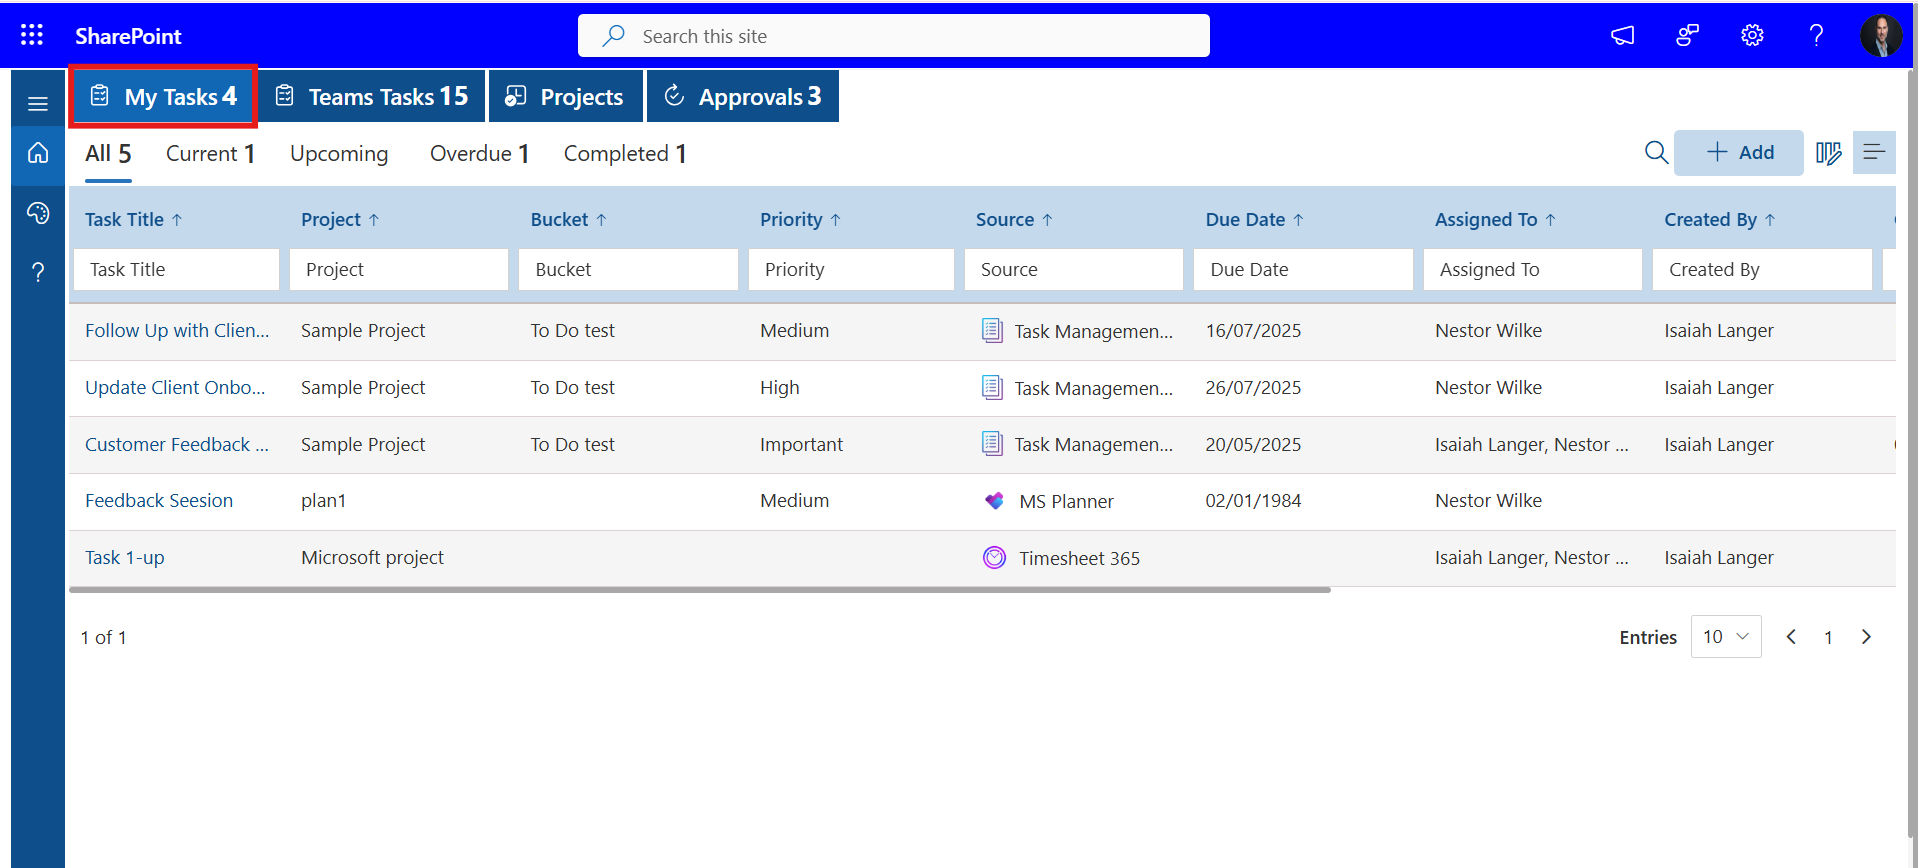 SharePoint
Search this site
My Tasks 4
Teams Tasks 15
Projects
Approvals 3
All 5
Current 1
Upcoming
Overdue 1
Completed 1
Add
Task Title Project Bucket Priority Source Due Date Assigned To Created By
Task Title Project Bucket Priority Source Due Date Assigned To Created By
Follow Up with Clien... Sample Project To Do test Medium Task Managemen... 16/07/2025 Nestor Wilke Isaiah Langer
Update Client Onbo... Sample Project To Do test High Task Managemen... 26/07/2025 Nestor Wilke Isaiah Langer
Customer Feedback ... Sample Project To Do test Important Task Managemen... 20/05/2025 Isaiah Langer, Nestor ... Isaiah Langer
Feedback Seesion plan1 Medium MS Planner 02/01/1984 Nestor Wilke
Task 1-up Microsoft project Timesheet 365 Isaiah Langer, Nestor ... Isaiah Langer
1 of 1
Entries 10 1